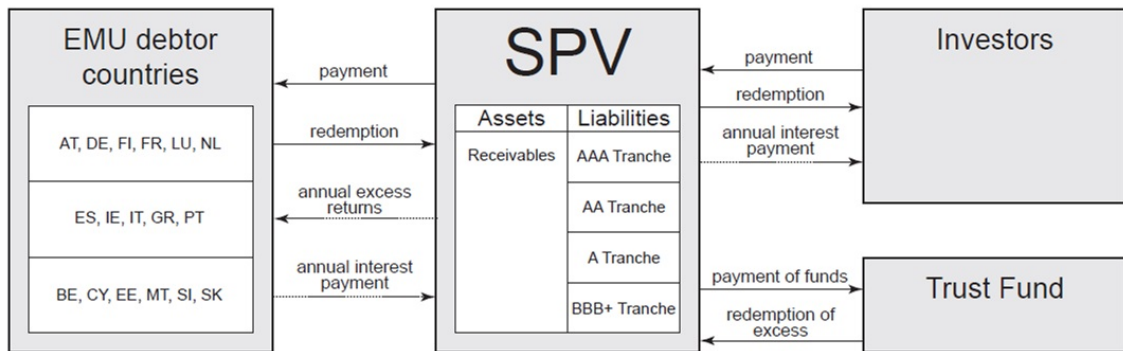 EMU debtor
countries
AT, DE, FI, FR, LU, NL
ES, IE, IT, GR, PT
BE, CY, EE, MT, SI, SK
payment
redemption
annual excess
returns
annual interest
payment
SPV
Assets
Liabilities
Receivables
AAA Tranche
AA Tranche
A Tranche
BBB+ Tranche
payment
redemption
annual interest
payment
payment of funds
redemption of
excess
Investors
Trust Fund